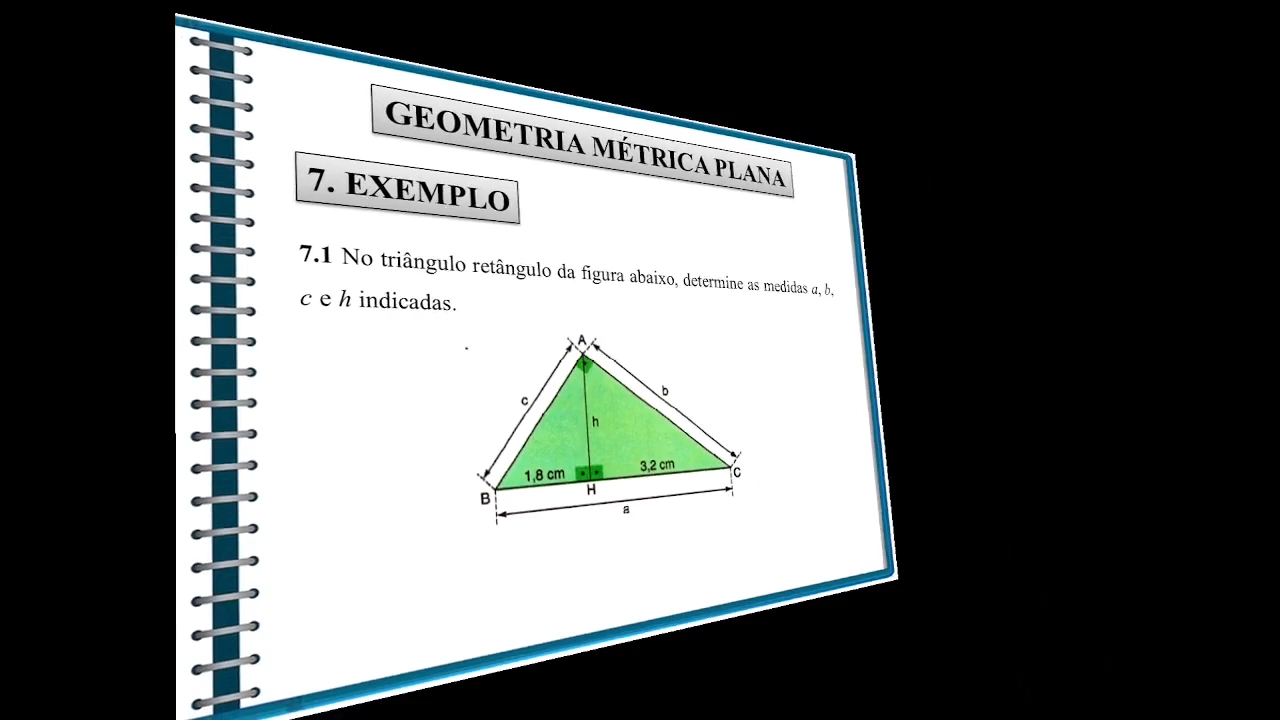 GEOMETRIA MÉTRICA PLANA
7. EXEMPLO
7.1 No triângulo retângulo da figura abaixo, determine as medidas a, b,
c e h indicadas.
A
c
b
h
1,8 cm
3,2 cm
B
H
C
a